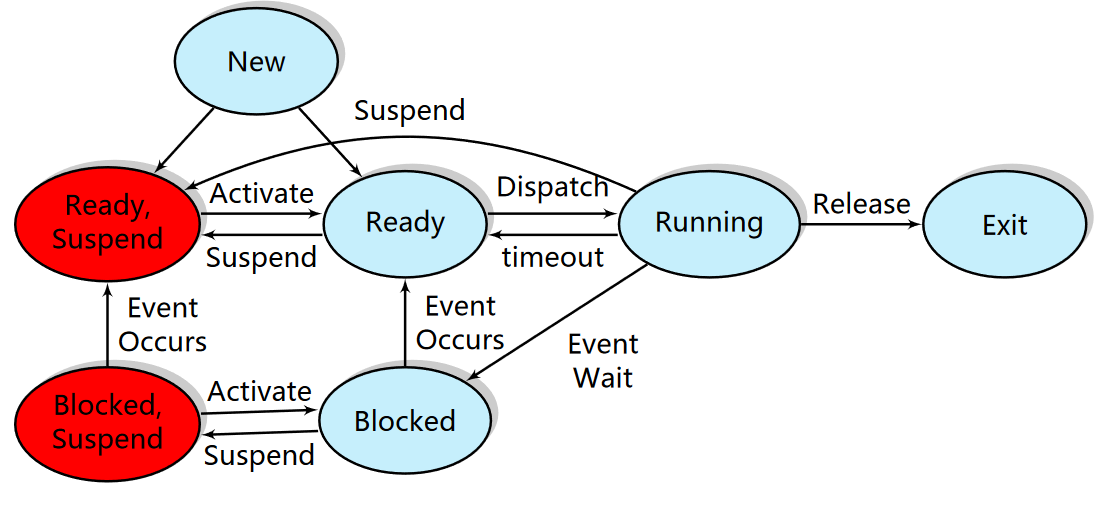 New
Suspend
Ready,
Suspend
Activate
Suspend
Ready
Dispatch
timeout
Running
Release
Exit
Event
Occurs
Event
Occurs
Event
Wait
Blocked,
Suspend
Activate
Suspend
Blocked